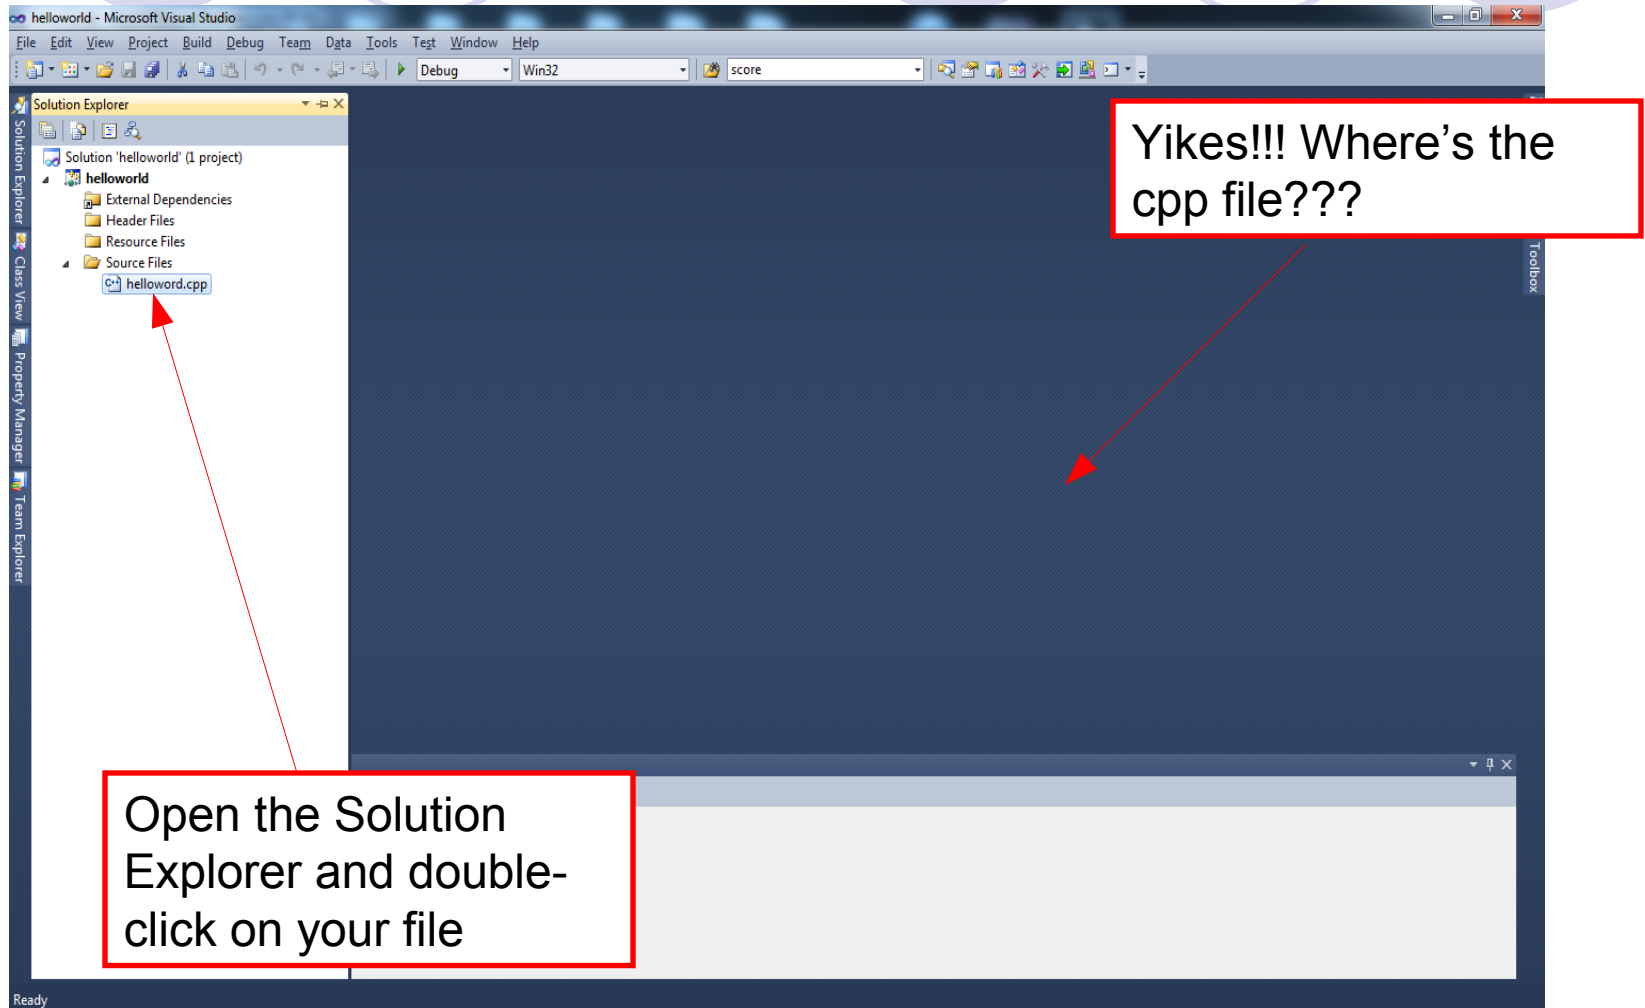 helloworld - Microsoft Visual Studio
File Edit View Project Build Debug Team Data Tools Test Window Help
Debug Win32 score
Solution Explorer
Solution 'helloworld' (1 project)
helloworld
External Dependencies
Header Files
Resource Files
Source Files
helloword.cpp
Solution Explorer
Class View
Property Manager
Team Explorer
Yikes!!! Where’s the
cpp file???
Toolbox
Open the Solution
Explorer and double-
click on your file
Ready